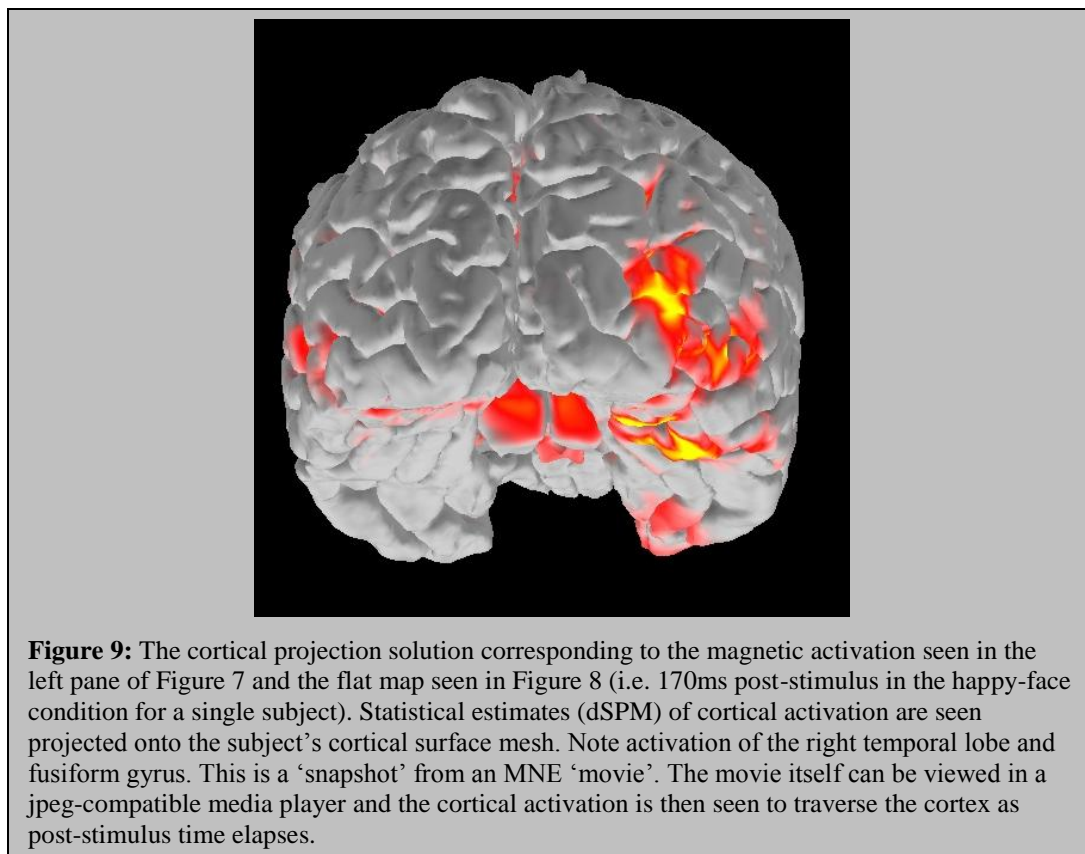 Figure 9: The cortical projection solution corresponding to the magnetic activation seen in the
left pane of Figure 7 and the flat map seen in Figure 8 (i.e. 170ms post-stimulus in the happy-face
condition for a single subject). Statistical estimates (dSPM) of cortical activation are seen
projected onto the subject’s cortical surface mesh. Note activation of the right temporal lobe and
fusiform gyrus. This is a ‘snapshot’ from an MNE ‘movie’. The movie itself can be viewed in a
jpeg-compatible media player and the cortical activation is then seen to traverse the cortex as
post-stimulus time elapses.